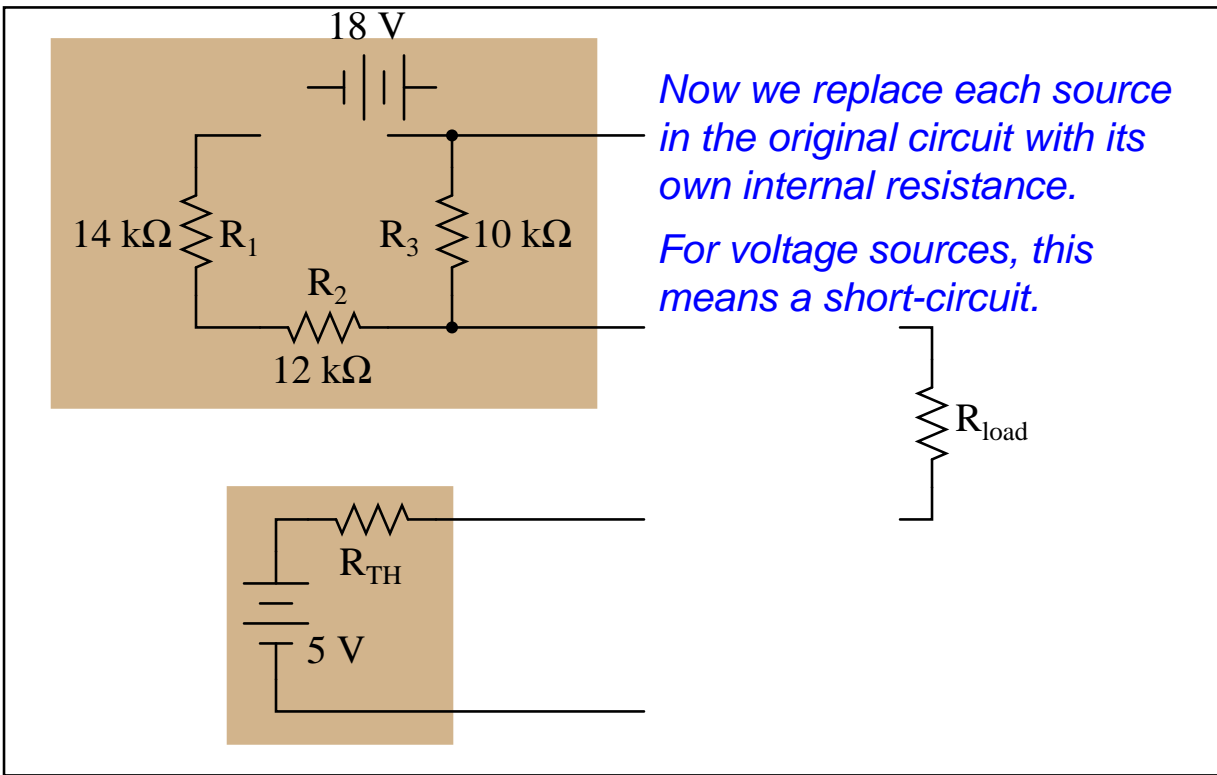 18 V
Now we replace each source
in the original circuit with its
own internal resistance.
14 kΩ R1 R3 10 kΩ
For voltage sources, this
means a short-circuit.
R2
12 kΩ
Rload
RTH
5 V